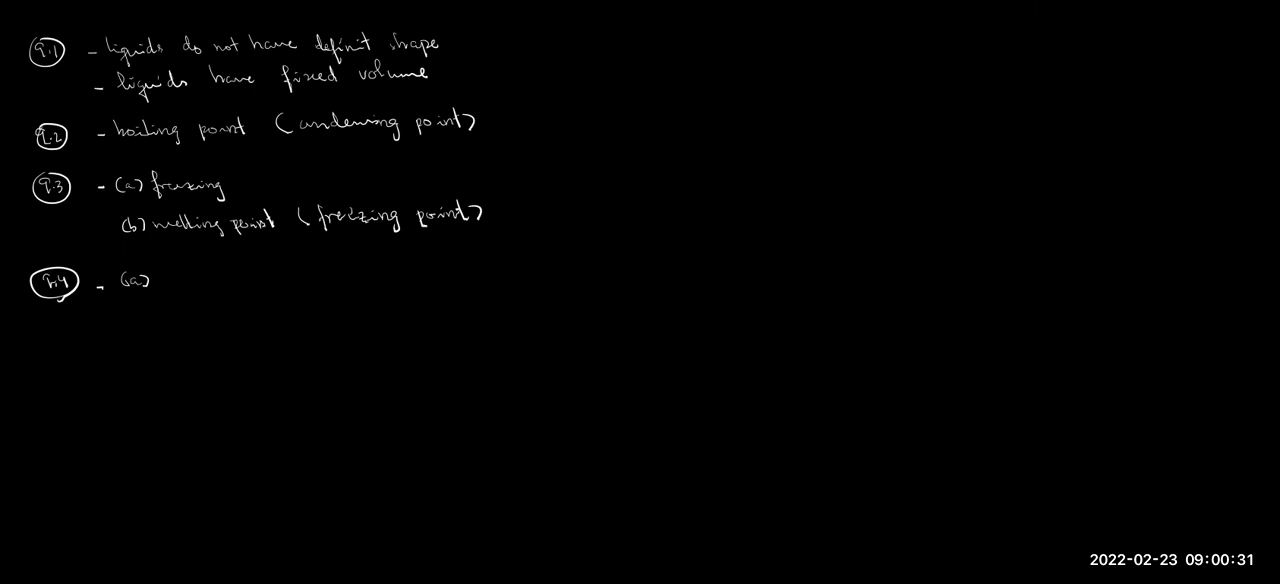 q.1 - liquids do not have definit shape
- liquids have fixed volume
q.2 - boiling point (condensing point)
q.3 - (a) freezing
(b) melting point (freezing point)
q.4 - (a)
2022-02-23 09:00:31